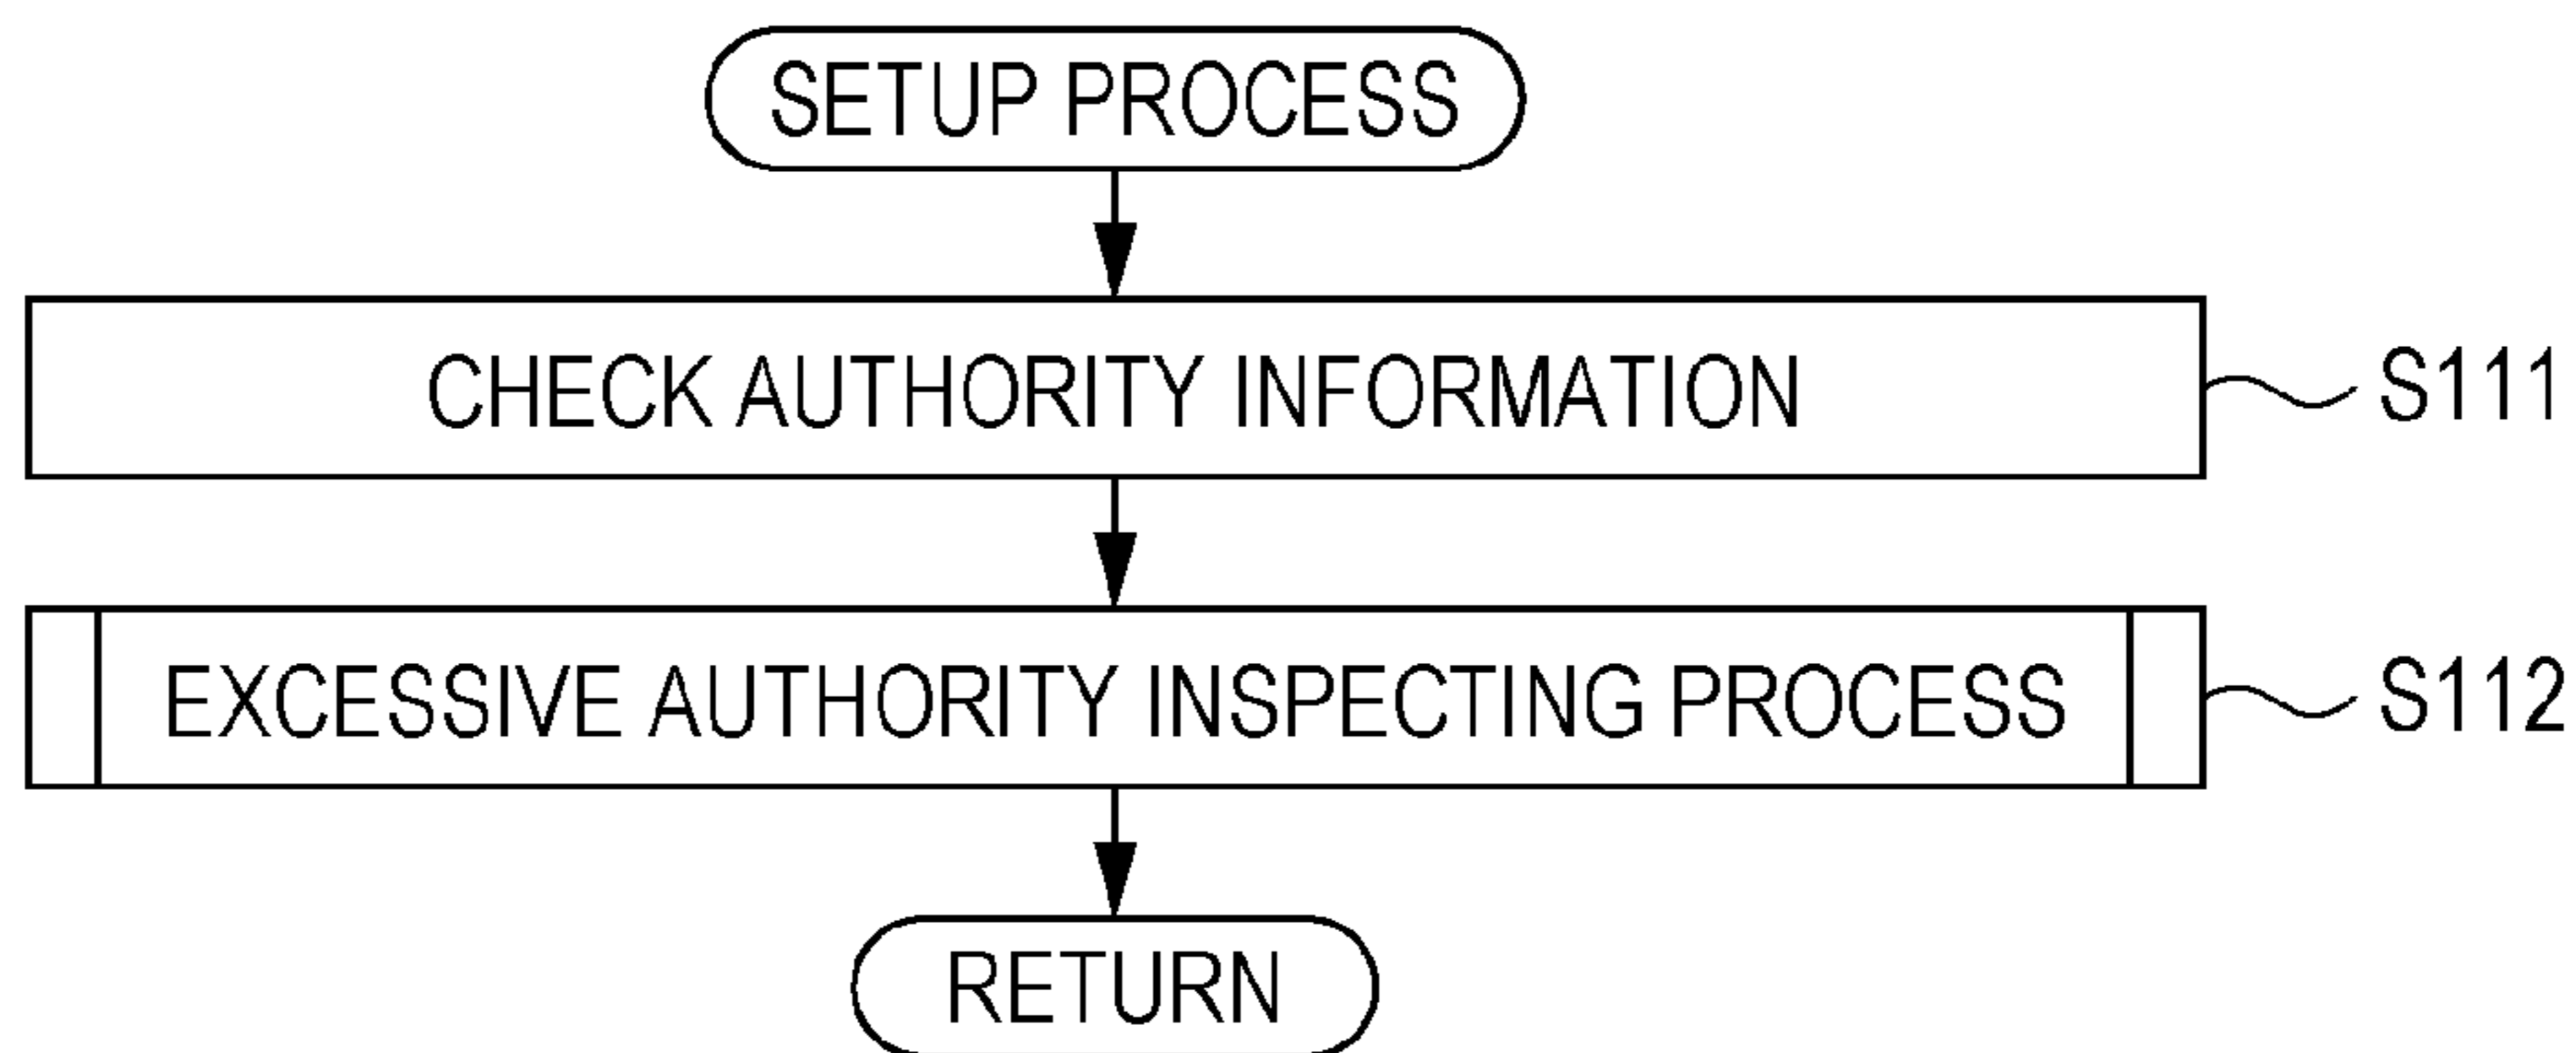 SETUP PROCESS
CHECK AUTHORITY INFORMATION
S111
EXCESSIVE AUTHORITY INSPECTING PROCESS
S112
RETURN